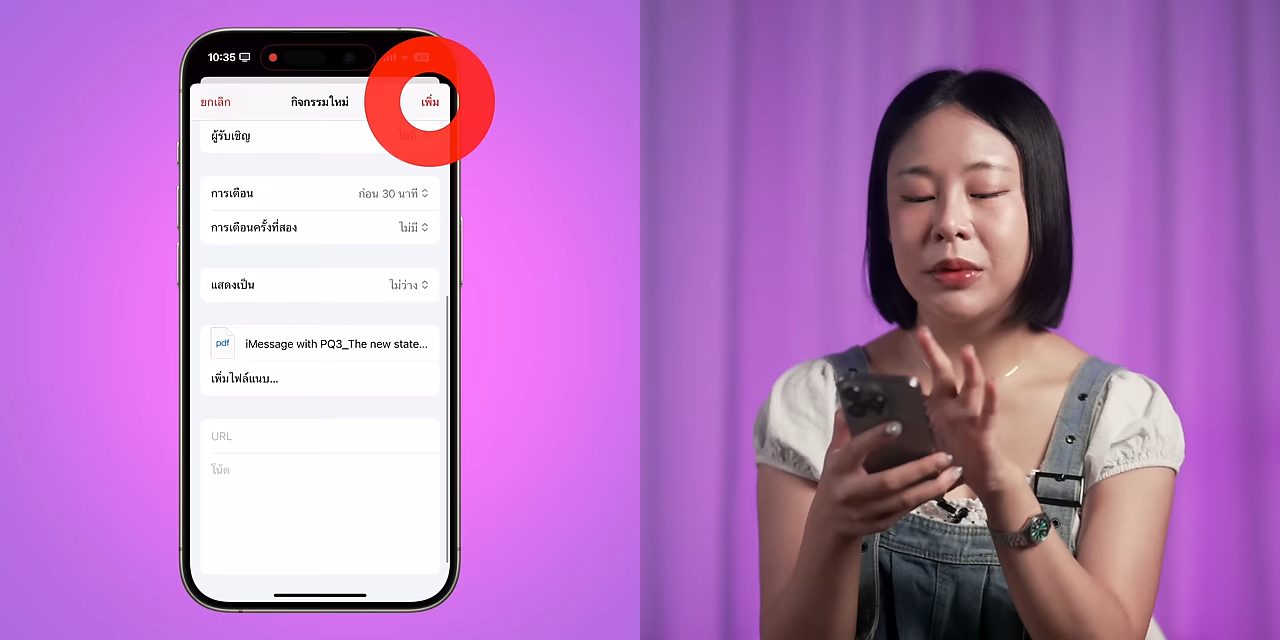 10:35
ยกเลิก กิจกรรมใหม่ เพิ่ม
ผู้รับเชิญ ไม่มี
การเตือน ก่อน 30 นาที
การเตือนครั้งที่สอง ไม่มี
แสดงเป็น ไม่ว่าง
pdf iMessage with PQ3_The new state...
เพิ่มไฟล์แนบ...
URL
โน้ต